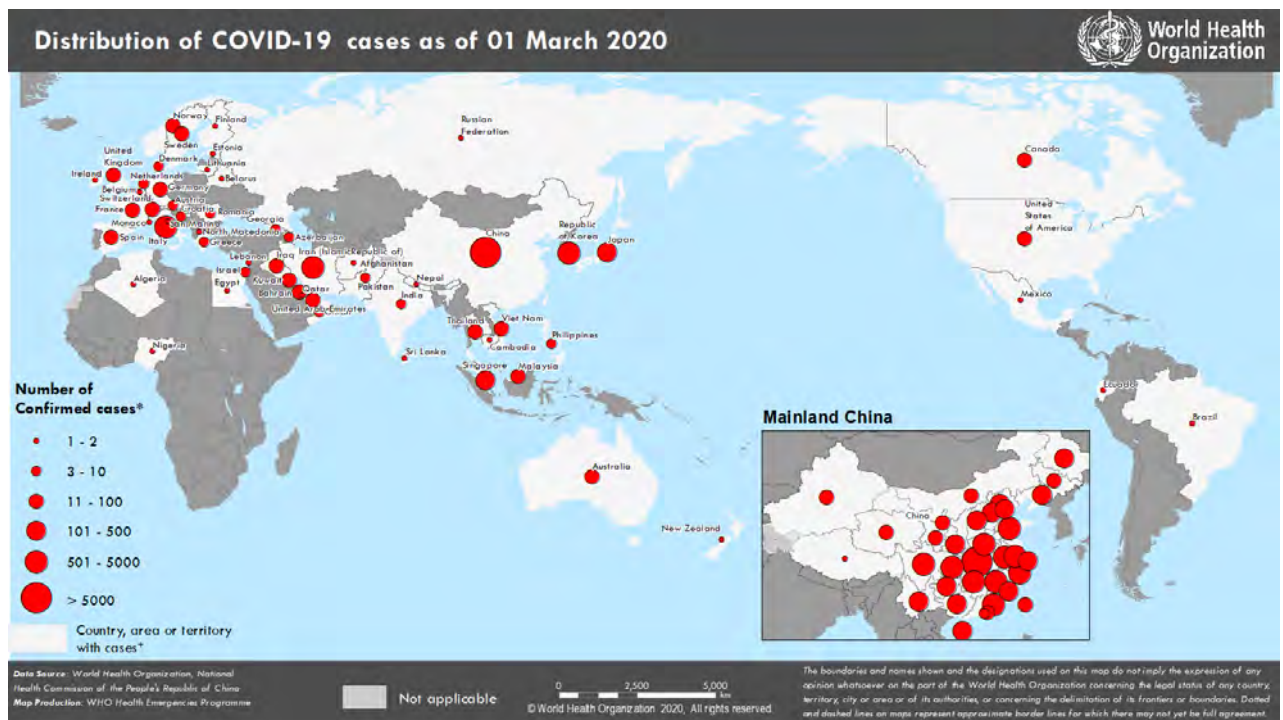 Distribution of COVID-19 cases as of 01 March 2020
World Health
Organization
Norway
Finland
Sweden
Estonia
Russian
Federation
United
Kingdom
Denmark
Lithuania
Ireland
Netherlands
Belarus
Belgium
Germany
Switzerland
Austria
France
Croatia
Romania
Monaco
San Marino
Georgia
North Macedonia
Azerbaijan
Spain
Italy
Greece
China
Republic
of Korea
Japan
Lebanon
Iraq
Iran (Islamic Republic of)
Afghanistan
Israel
Algeria
Egypt
Kuwait
Bahrain
Qatar
Pakistan
Nepal
India
United Arab Emirates
Thailand
Viet Nam
Cambodia
Philippines
Nigeria
Sri Lanka
Singapore
Malaysia
Australia
New Zealand
Canada
United
States
of America
Mexico
Ecuador
Brazil
Number of
Confirmed cases*
1 - 2
3 - 10
11 - 100
101 - 500
501 - 5000
> 5000
Country, area or territory
with cases*
Mainland China
China
Data Source: World Health Organization, National
Health Commission of the People's Republic of China
Map Production: WHO Health Emergencies Programme
Not applicable
0 2,500 5,000
km
© World Health Organization 2020, All rights reserved.
The boundaries and names shown and the designations used on this map do not imply the expression of any
opinion whatsoever on the part of the World Health Organization concerning the legal status of any country,
territory, city or area or of its authorities, or concerning the delimitation of its frontiers or boundaries. Dotted
and dashed lines on maps represent approximate border lines for which there may not yet be full agreement.